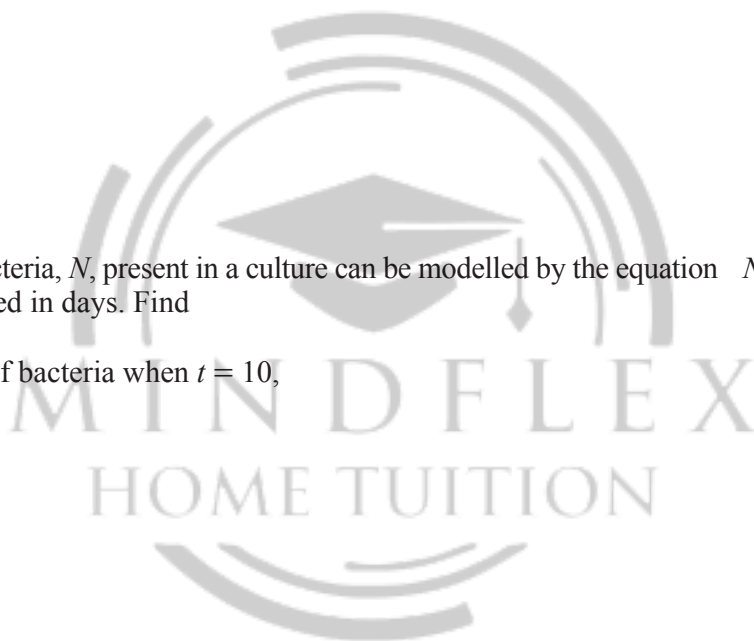 cteria, N, present in a culture can be modelled by the equation N
ed in days. Find
f bacteria when t = 10,
MINDFLEX
HOME TUITION